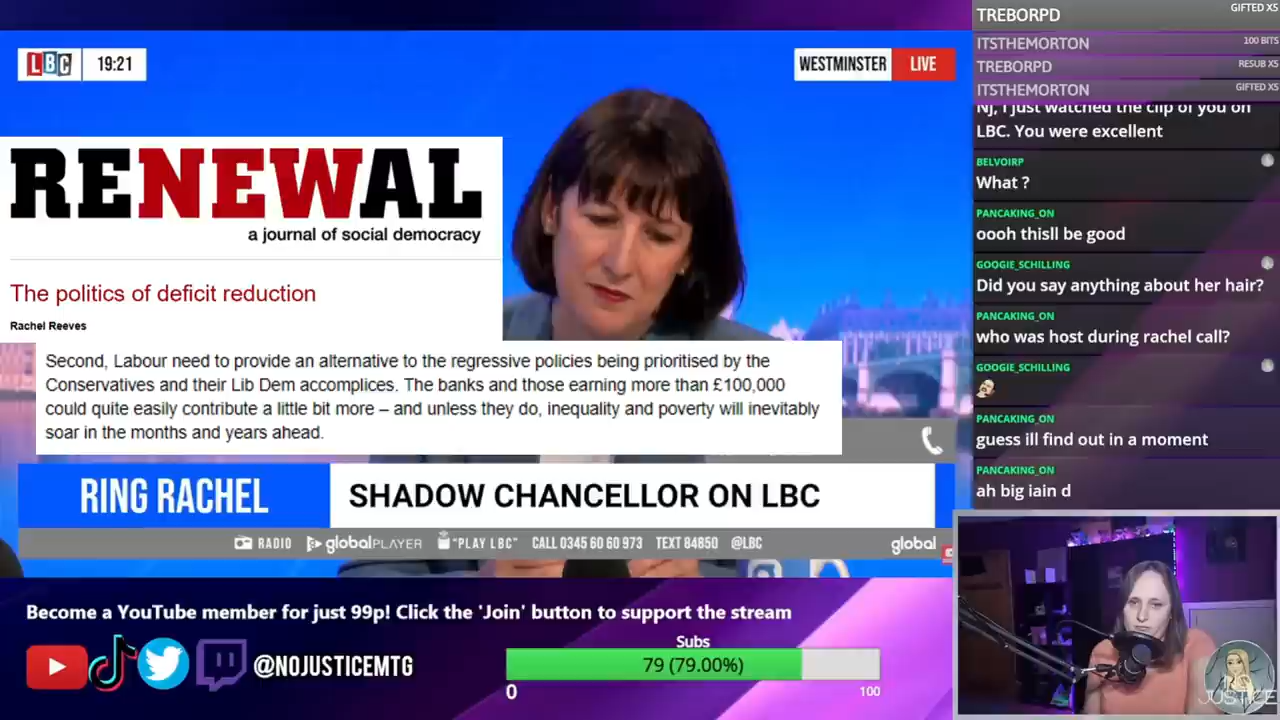 LBC 19:21
WESTMINSTER LIVE
RENEWAL
a journal of social democracy
The politics of deficit reduction
Rachel Reeves
Second, Labour need to provide an alternative to the regressive policies being prioritised by the
Conservatives and their Lib Dem accomplices. The banks and those earning more than £100,000
could quite easily contribute a little bit more – and unless they do, inequality and poverty will inevitably
soar in the months and years ahead.
RING RACHEL
SHADOW CHANCELLOR ON LBC
RADIO globalPLAYER "PLAY LBC" CALL 0345 60 60 973 TEXT 84850 @LBC
global
Become a YouTube member for just 99p! Click the 'Join' button to support the stream
@NOJUSTICEMTG
Subs
79 (79.00%)
0 100
TREBORPD GIFTED X5
ITSTHEMORTON 100 BITS
TREBORPD RESUB X5
ITSTHEMORTON GIFTED X5
NJ, I just watched the clip of you on
LBC. You were excellent
BELVOIRP
What ?
PANCAKING_ON
oooh thisll be good
GOOGIE_SCHILLING
Did you say anything about her hair?
PANCAKING_ON
who was host during rachel call?
GOOGIE_SCHILLING
PANCAKING_ON
guess ill find out in a moment
PANCAKING_ON
ah big iain d
JUSTICE